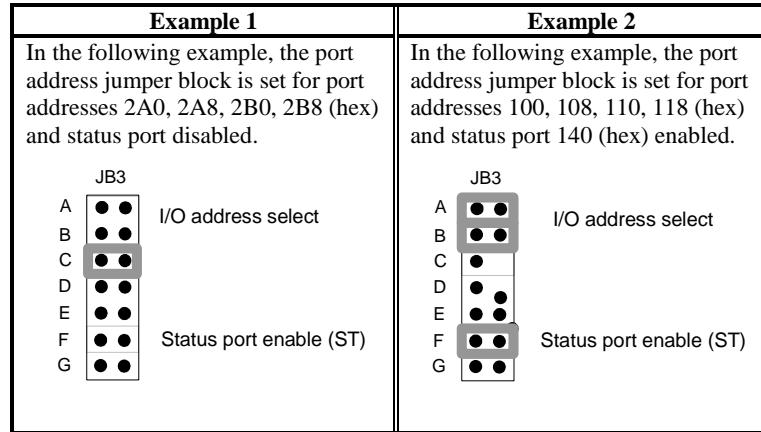 Example 1
In the following example, the port
address jumper block is set for port
addresses 2A0, 2A8, 2B0, 2B8 (hex)
and status port disabled.
JB3
A
I/O address select
B
C
D
E
F
Status port enable (ST)
G
Example 2
In the following example, the port
address jumper block is set for port
addresses 100, 108, 110, 118 (hex)
and status port 140 (hex) enabled.
JB3
A
I/O address select
B
C
D
E
F
Status port enable (ST)
G